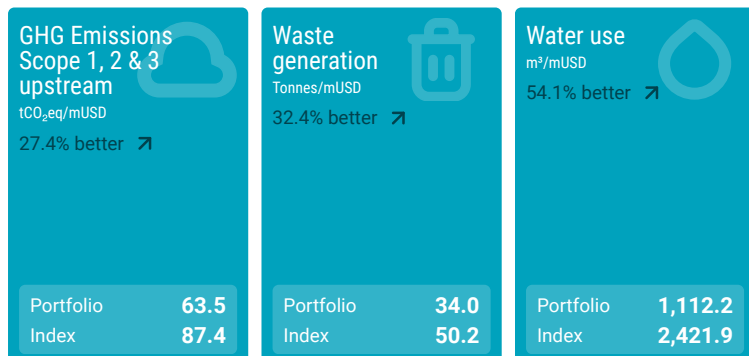 GHG Emissions
Scope 1, 2 & 3
upstream
tCO₂eq/mUSD
27.4% better
Portfolio 63.5
Index 87.4
Waste
generation
Tonnes/mUSD
32.4% better
Portfolio 34.0
Index 50.2
Water use
m³/mUSD
54.1% better
Portfolio 1,112.2
Index 2,421.9